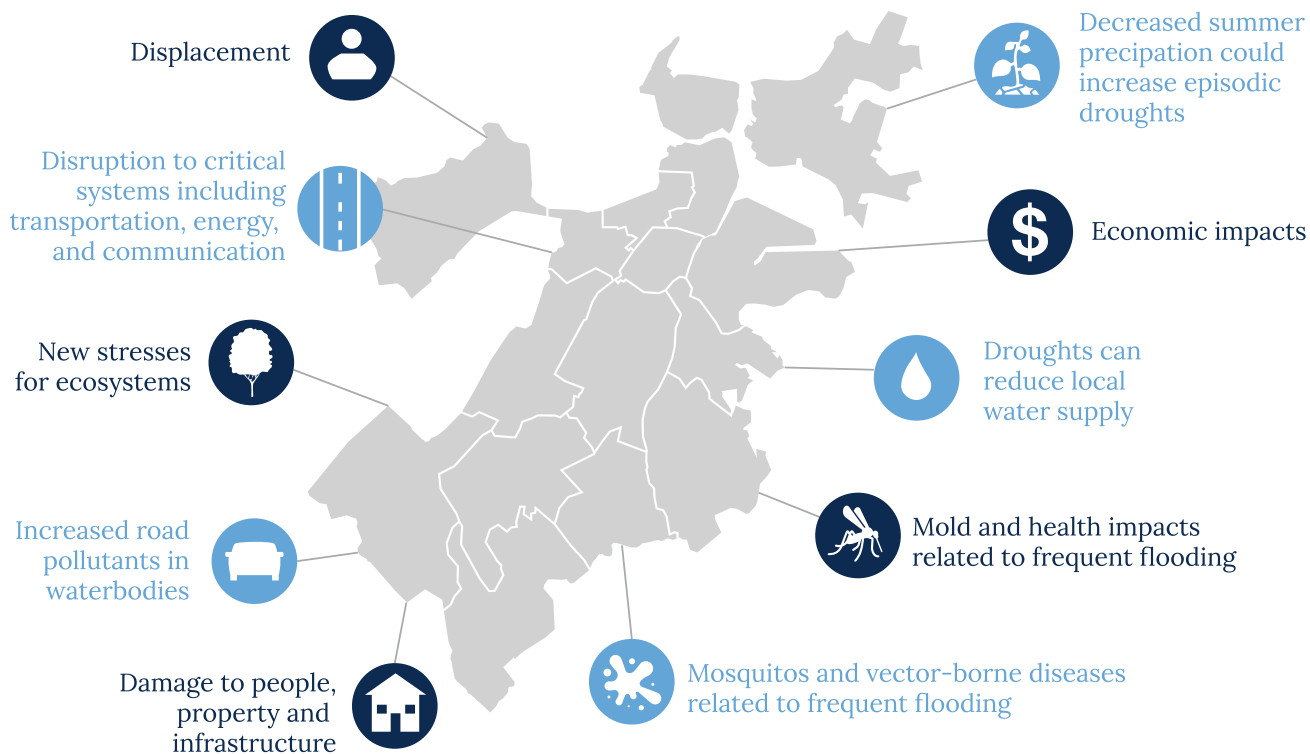 Displacement
Decreased summer
precipation could
increase episodic
droughts
Disruption to critical
systems including
transportation, energy,
and communication
$
Economic impacts
New stresses
for ecosystems
Droughts can
reduce local
water supply
Increased road
pollutants in
waterbodies
Mold and health impacts
related to frequent flooding
Damage to people,
property and
infrastructure
Mosquitos and vector-borne diseases
related to frequent flooding